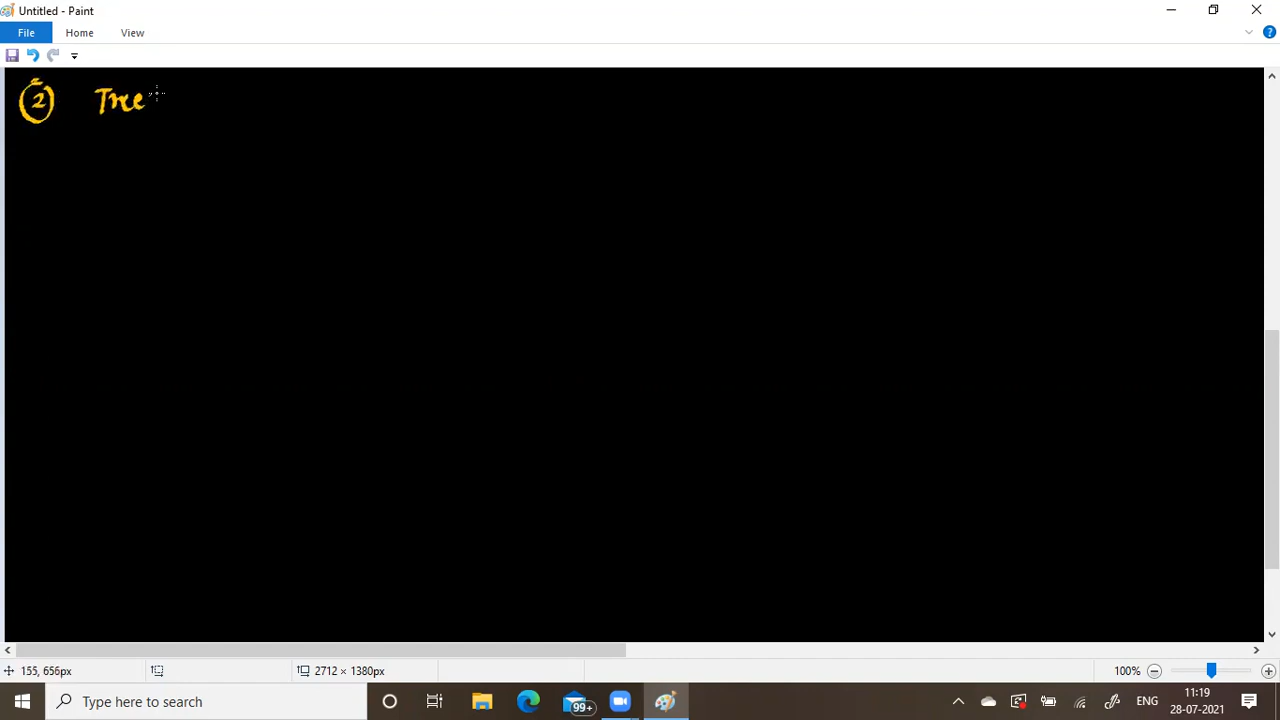 Untitled - Paint
File Home View
② Tree
155, 656px 2712 × 1380px 100%
Type here to search 99+ ENG 11:19 28-07-2021